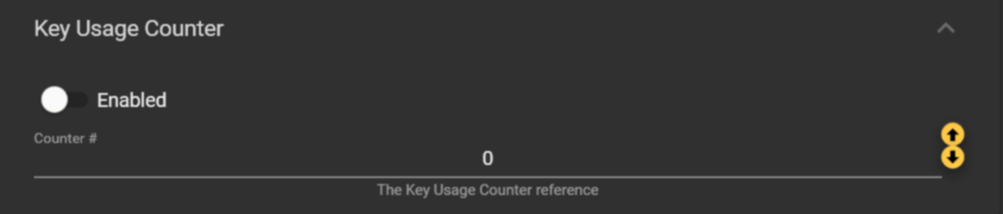 Key Usage Counter
Enabled
Counter #
0
The Key Usage Counter reference